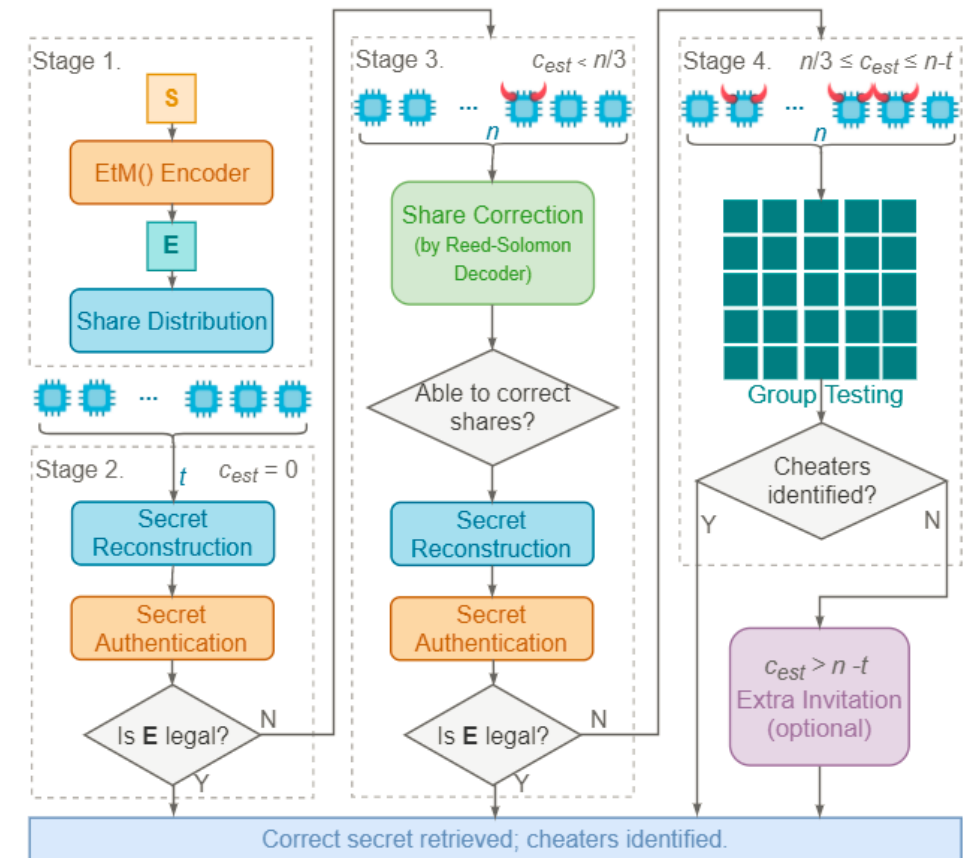 Stage 1.
S
EtM() Encoder
E
Share Distribution
...
Stage 2.
t
c_est = 0
Secret
Reconstruction
Secret
Authentication
Is E legal?
N
Y
Stage 3.
c_est < n/3
...
n
Share Correction
(by Reed-Solomon
Decoder)
Able to correct
shares?
Secret
Reconstruction
Secret
Authentication
Is E legal?
N
Y
Stage 4.
n/3 ≤ c_est ≤ n-t
...
n
Group Testing
Cheaters
identified?
Y
N
c_est > n -t
Extra Invitation
(optional)
Correct secret retrieved; cheaters identified.